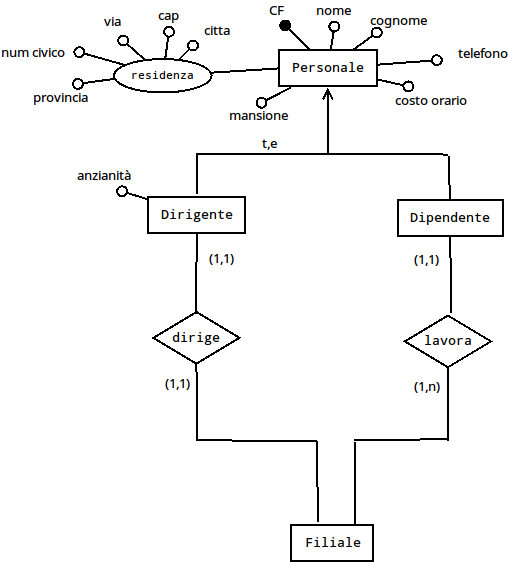 CF
nome
cognome
via
cap
citta
num civico
residenza
Personale
telefono
provincia
costo orario
mansione
t,e
anzianità
Dirigente
Dipendente
(1,1)
(1,1)
dirige
lavora
(1,1)
(1,n)
Filiale